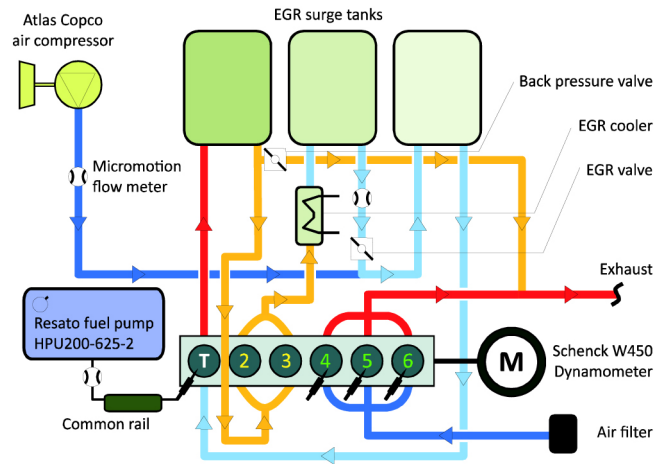 Atlas Copco
air compressor
EGR surge tanks
Back pressure valve
EGR cooler
EGR valve
Micromotion
flow meter
Exhaust
Resato fuel pump
HPU200-625-2
T 2 3 4 5 6
M
Schenck W450
Dynamometer
Common rail
Air filter